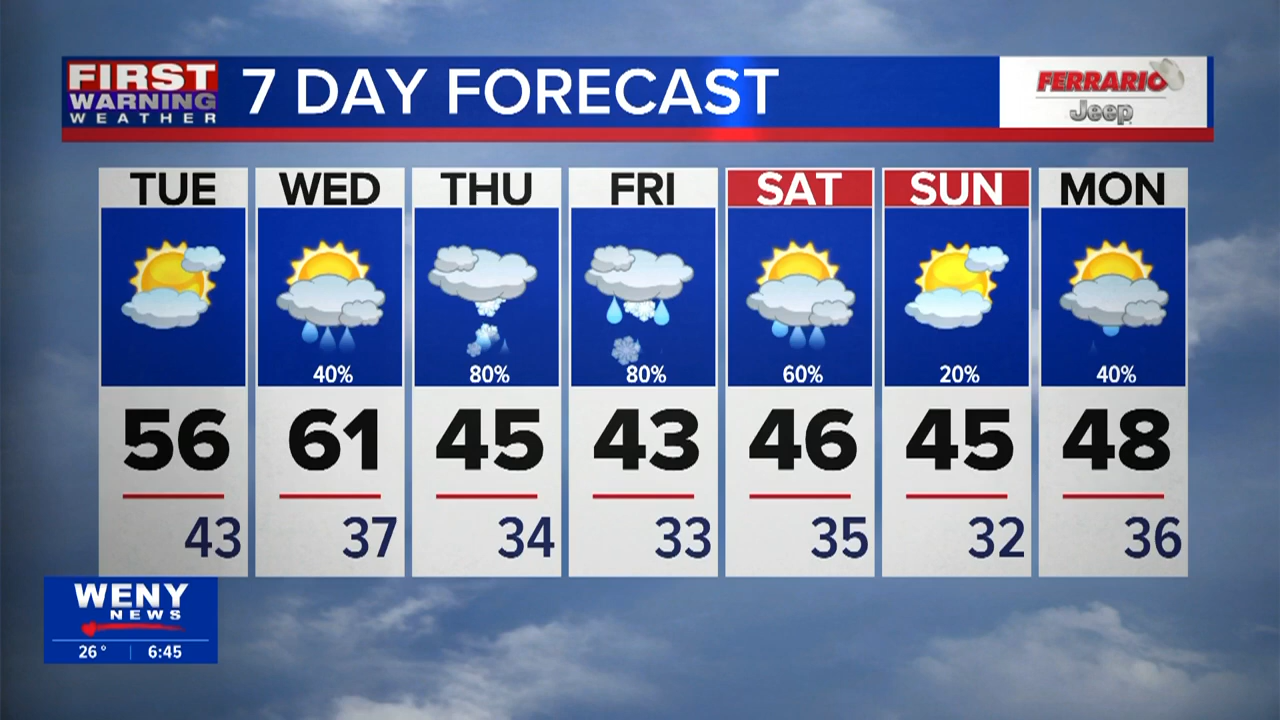 FIRST
WARNING
WEATHER
7 DAY FORECAST
FERRARIO
Jeep
TUE WED THU FRI SAT SUN MON
40% 80% 80% 60% 20% 40%
56 61 45 43 46 45 48
43 37 34 33 35 32 36
WENY
NEWS
26° | 6:45